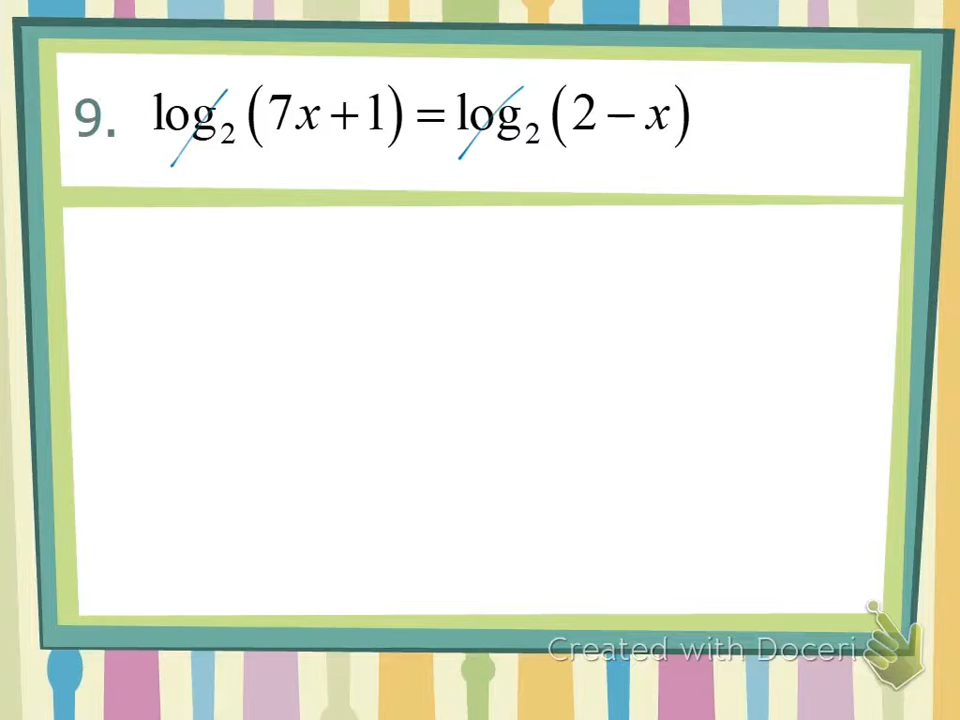 9. log₂(7x+1) = log₂(2−x)
Created with Doceri